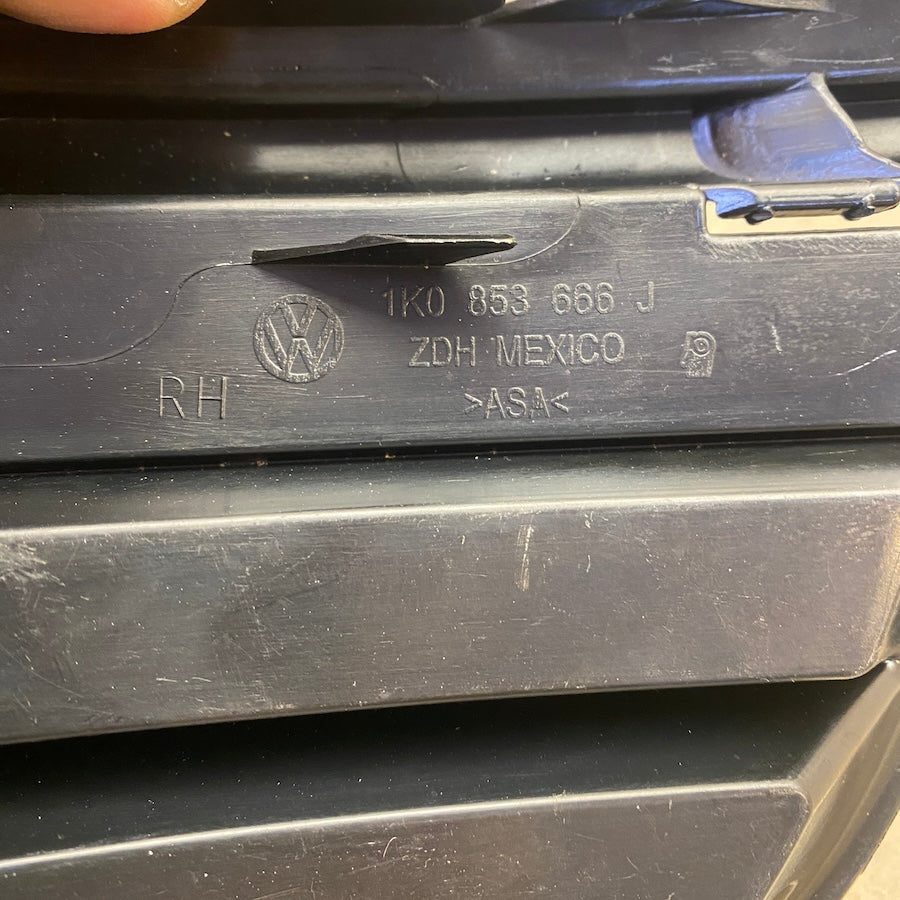 1K0 853 666 J
ZDH MEXICO
>ASA<
RH